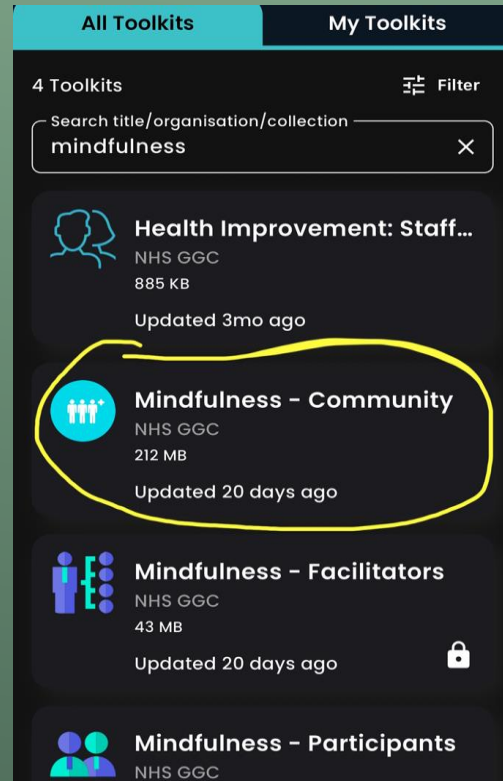 All Toolkits
My Toolkits
4 Toolkits
Filter
Search title/organisation/collection
mindfulness
Health Improvement: Staff...
NHS GGC
885 KB
Updated 3mo ago
Mindfulness - Community
NHS GGC
212 MB
Updated 20 days ago
Mindfulness - Facilitators
NHS GGC
43 MB
Updated 20 days ago
Mindfulness - Participants
NHS GGC